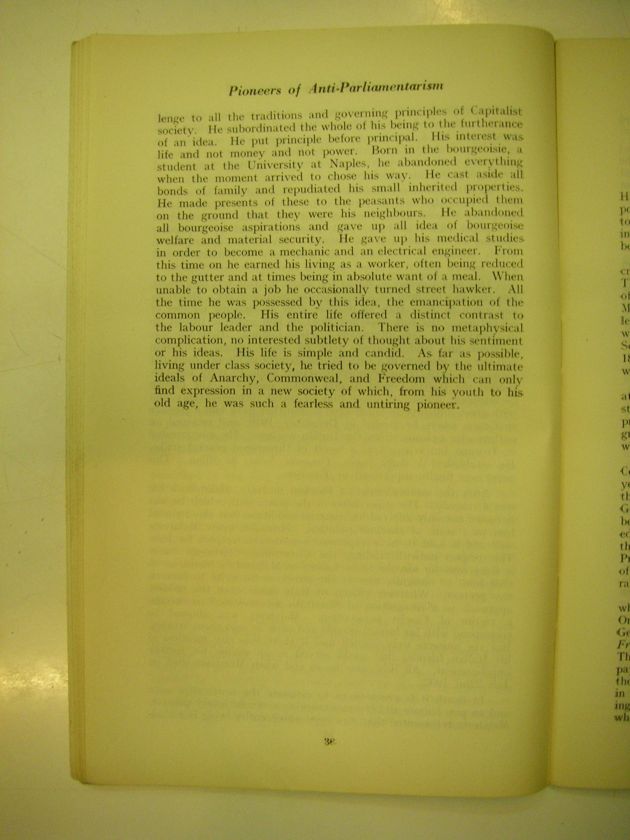 Pioneers of Anti-Parliamentarism
lenge to all the traditions and governing principles of Capitalist
society. He subordinated the whole of his being to the furtherance
of an idea. He put principle before principal. His interest was
life and not money and not power. Born in the bourgeoisie, a
student at the University at Naples, he abandoned everything
when the moment arrived to chose his way. He cast aside all
bonds of family and repudiated his small inherited properties.
He made presents of these to the peasants who occupied them
on the ground that they were his neighbours. He abandoned
all bourgeoise aspirations and gave up all idea of bourgeoise
welfare and material security. He gave up his medical studies
in order to become a mechanic and an electrical engineer. From
this time on he earned his living as a worker, often being reduced
to the gutter and at times being in absolute want of a meal. When
unable to obtain a job he occasionally turned street hawker. All
the time he was possessed by this idea, the emancipation of the
common people. His entire life offered a distinct contrast to
the labour leader and the politician. There is no metaphysical
complication, no interested subtlety of thought about his sentiment
or his ideas. His life is simple and candid. As far as possible,
living under class society, he tried to be governed by the ultimate
ideals of Anarchy, Commonweal, and Freedom which can only
find expression in a new society of which, from his youth to his
old age, he was such a fearless and untiring pioneer.